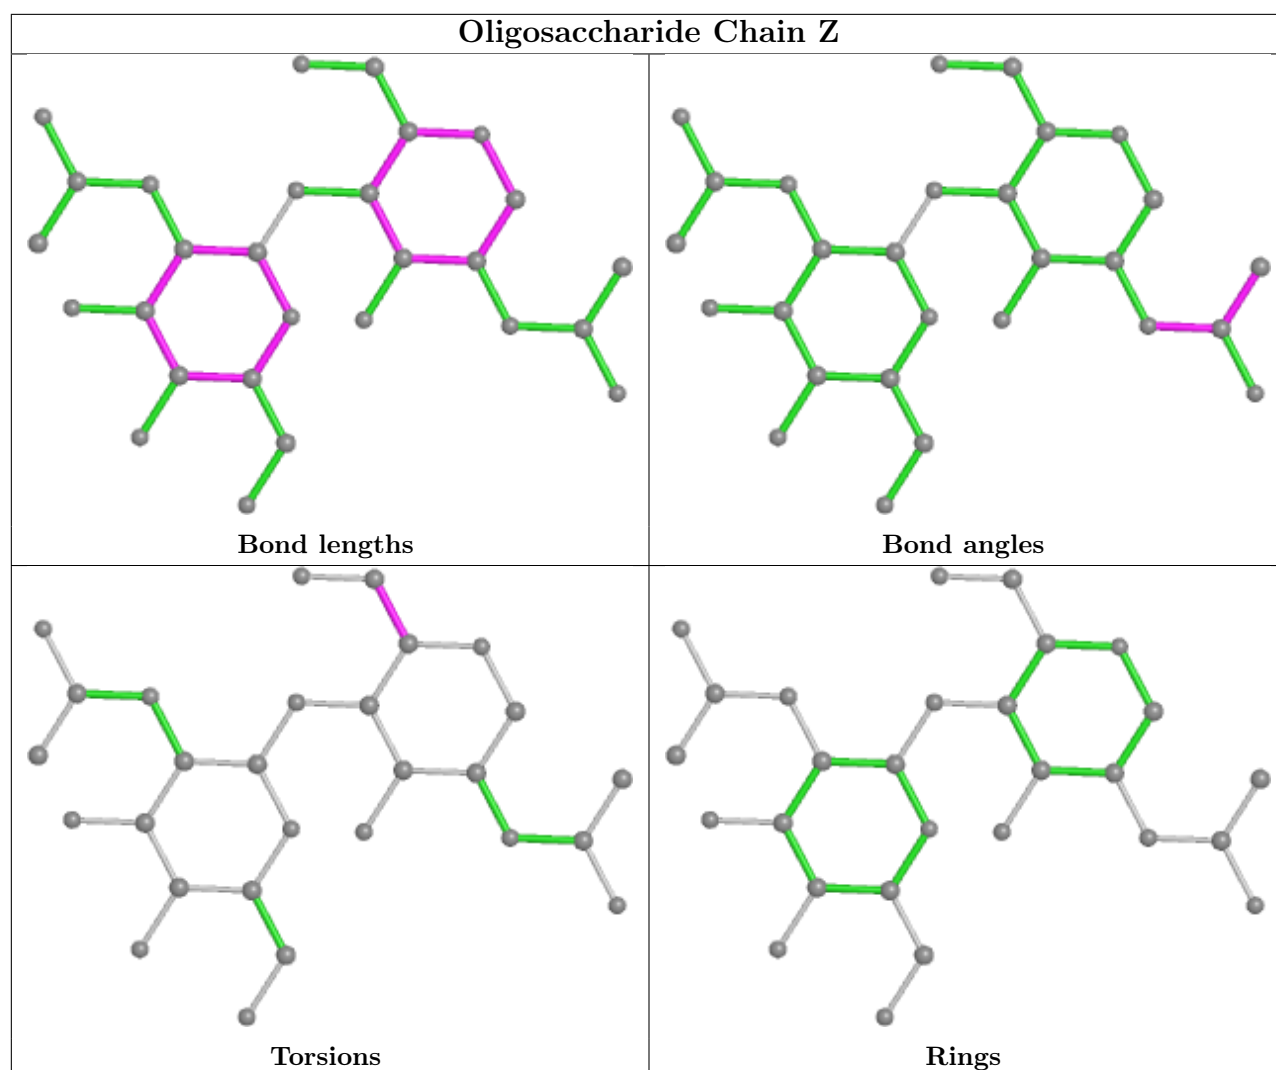 Oligosaccharide Chain Z
Bond lengths
Bond angles
Torsions
Rings